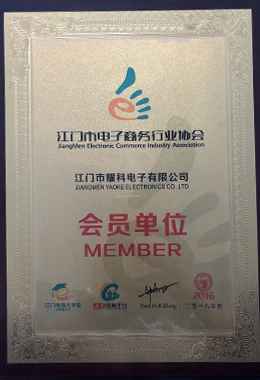 江门市电子商务行业协会
JiangMen Electronic Commerce Industry Association
江门市耀科电子有限公司
JIANGMEN YAOKE ELECTRONICS CO .,LTD
会员单位
MEMBER
2016